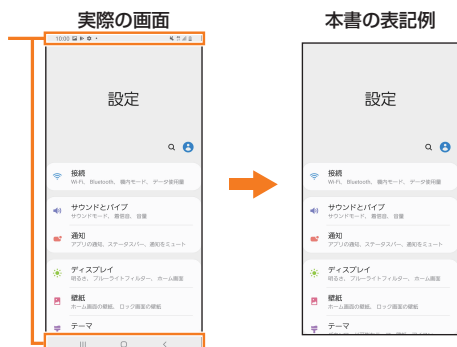 実際の画面
本書の表記例
10:00
設定
接続
Wi-Fi、 Bluetooth、 機内モード、 データ使用量
サウンドとバイブ
サウンドモード、 着信音、 音量
通知
アプリの通知、ステータスバー、通知をミュート
ディスプレイ
明るさ、 ブルーライトフィルター、 ホーム画面
壁紙
ホーム画面の壁紙、 ロック画面の壁紙
テーマ
設定
接続
Wi-Fi、 Bluetooth、 機内モード、 データ使用量
サウンドとバイブ
サウンドモード、 着信音、 音量
通知
アプリの通知、ステータスバー、通知をミュート
ディスプレイ
明るさ、 ブルーライトフィルター、 ホーム画面
壁紙
ホーム画面の壁紙、 ロック画面の壁紙
テーマ